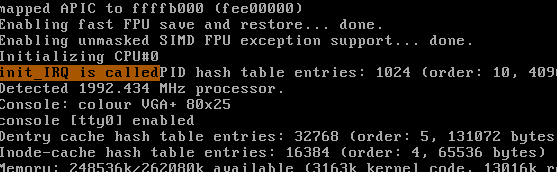 mapped APIC to ffffb000 (fee00000)
Enabling fast FPU save and restore... done.
Enabling unmasked SIMD FPU exception support... done.
Initializing CPU#0
init_IRQ is calledPID hash table entries: 1024 (order: 10, 409
Detected 1992.434 MHz processor.
Console: colour VGA+ 80x25
console [tty0] enabled
Dentry cache hash table entries: 32768 (order: 5, 131072 bytes
Inode-cache hash table entries: 16384 (order: 4, 65536 bytes)
Memory: 248536k/262080k available (3163k kernel code, 13016k r